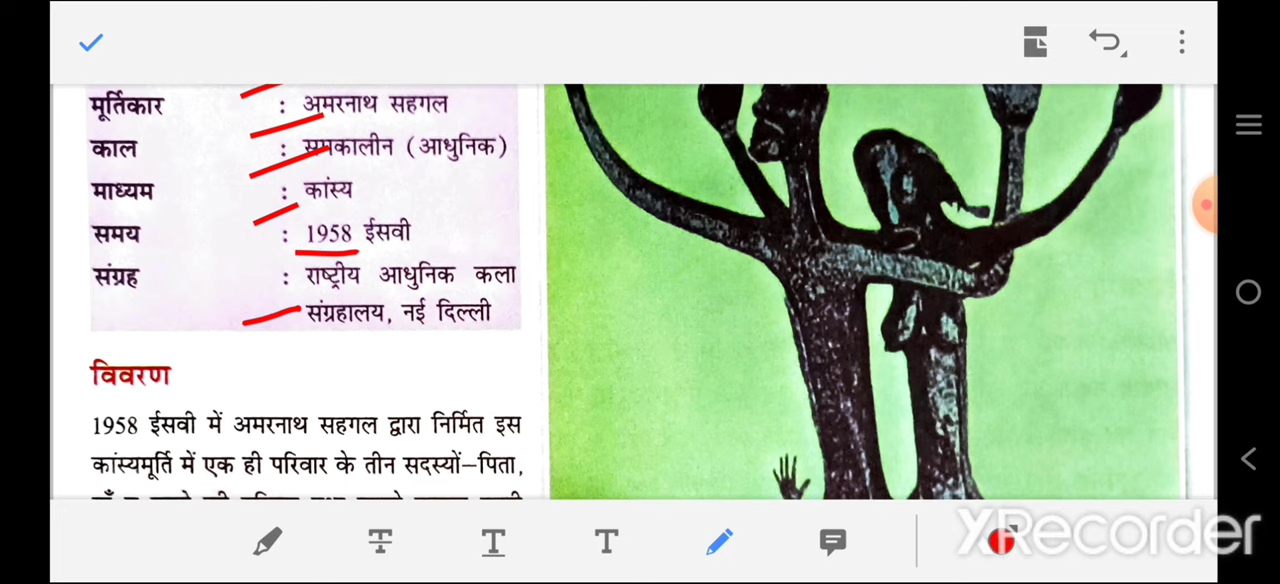 मूर्तिकार : अमरनाथ सहगल
काल : समकालीन (आधुनिक)
माध्यम : कांस्य
समय : 1958 ईसवी
संग्रह : राष्ट्रीय आधुनिक कला
संग्रहालय, नई दिल्ली
विवरण
1958 ईसवी में अमरनाथ सहगल द्वारा निर्मित इस
कांस्यमूर्ति में एक ही परिवार के तीन सदस्यों–पिता,
T T T
XRecorder